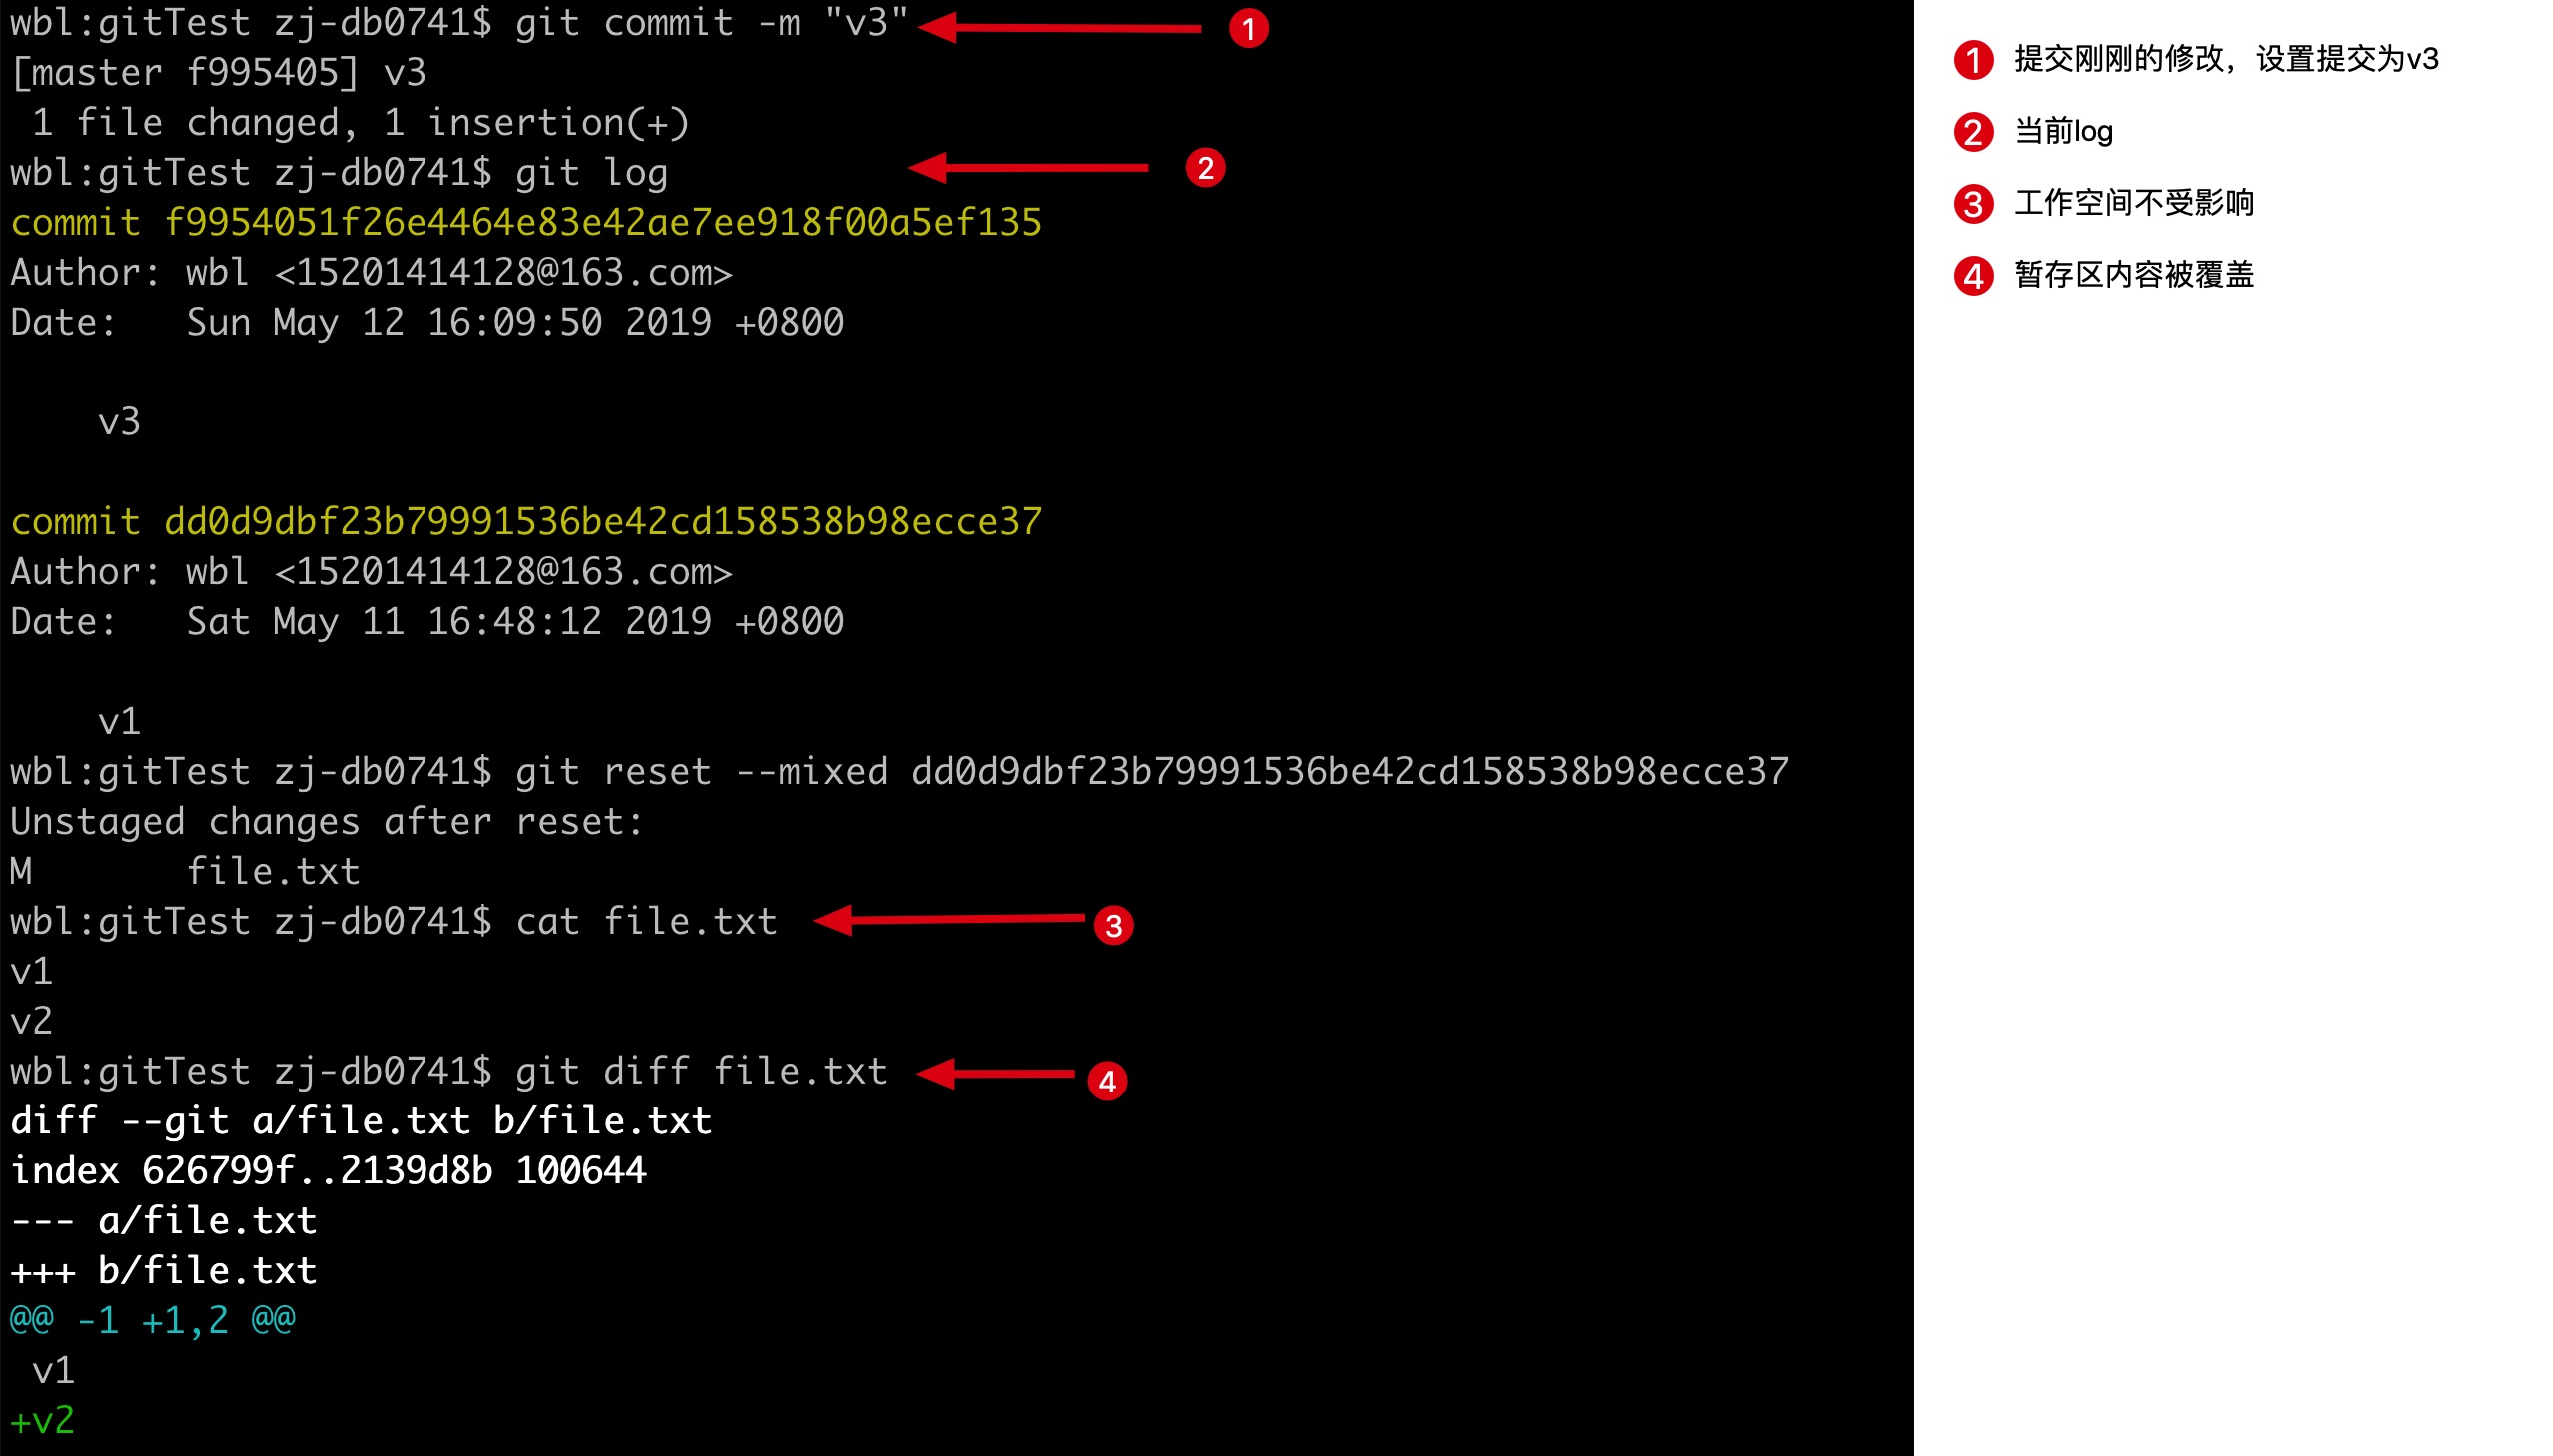 wbl:gitTest zj-db0741$ git commit -m "v3"
1
[master f995405] v3
 1 file changed, 1 insertion(+)
wbl:gitTest zj-db0741$ git log
2
commit f9954051f26e4464e83e42ae7ee918f00a5ef135
Author: wbl <15201414128@163.com>
Date:   Sun May 12 16:09:50 2019 +0800
    v3
commit dd0d9dbf23b79991536be42cd158538b98ecce37
Author: wbl <15201414128@163.com>
Date:   Sat May 11 16:48:12 2019 +0800
    v1
wbl:gitTest zj-db0741$ git reset --mixed dd0d9dbf23b79991536be42cd158538b98ecce37
Unstaged changes after reset:
M       file.txt
wbl:gitTest zj-db0741$ cat file.txt
3
v1
v2
wbl:gitTest zj-db0741$ git diff file.txt
4
diff --git a/file.txt b/file.txt
index 626799f..2139d8b 100644
--- a/file.txt
+++ b/file.txt
@@ -1 +1,2 @@
 v1
+v2
1 提交刚刚的修改，设置提交为v3
2 当前log
3 工作空间不受影响
4 暂存区内容被覆盖